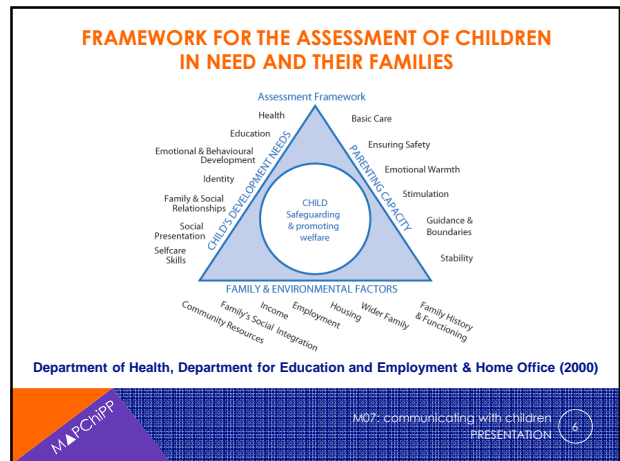 FRAMEWORK FOR THE ASSESSMENT OF CHILDREN
IN NEED AND THEIR FAMILIES
Assessment Framework
Health
Education
Emotional & Behavioural
Development
Identity
Family & Social
Relationships
Social
Presentation
Selfcare
Skills
CHILD'S DEVELOPMENT NEEDS
CHILD
Safeguarding
& promoting
welfare
PARENTING CAPACITY
Basic Care
Ensuring Safety
Emotional Warmth
Stimulation
Guidance &
Boundaries
Stability
FAMILY & ENVIRONMENTAL FACTORS
Community Resources
Family's Social Integration
Income
Employment
Housing
Wider Family
Family History
& Functioning
Department of Health, Department for Education and Employment & Home Office (2000)
M▲PChiPP
M07: communicating with children
PRESENTATION
6